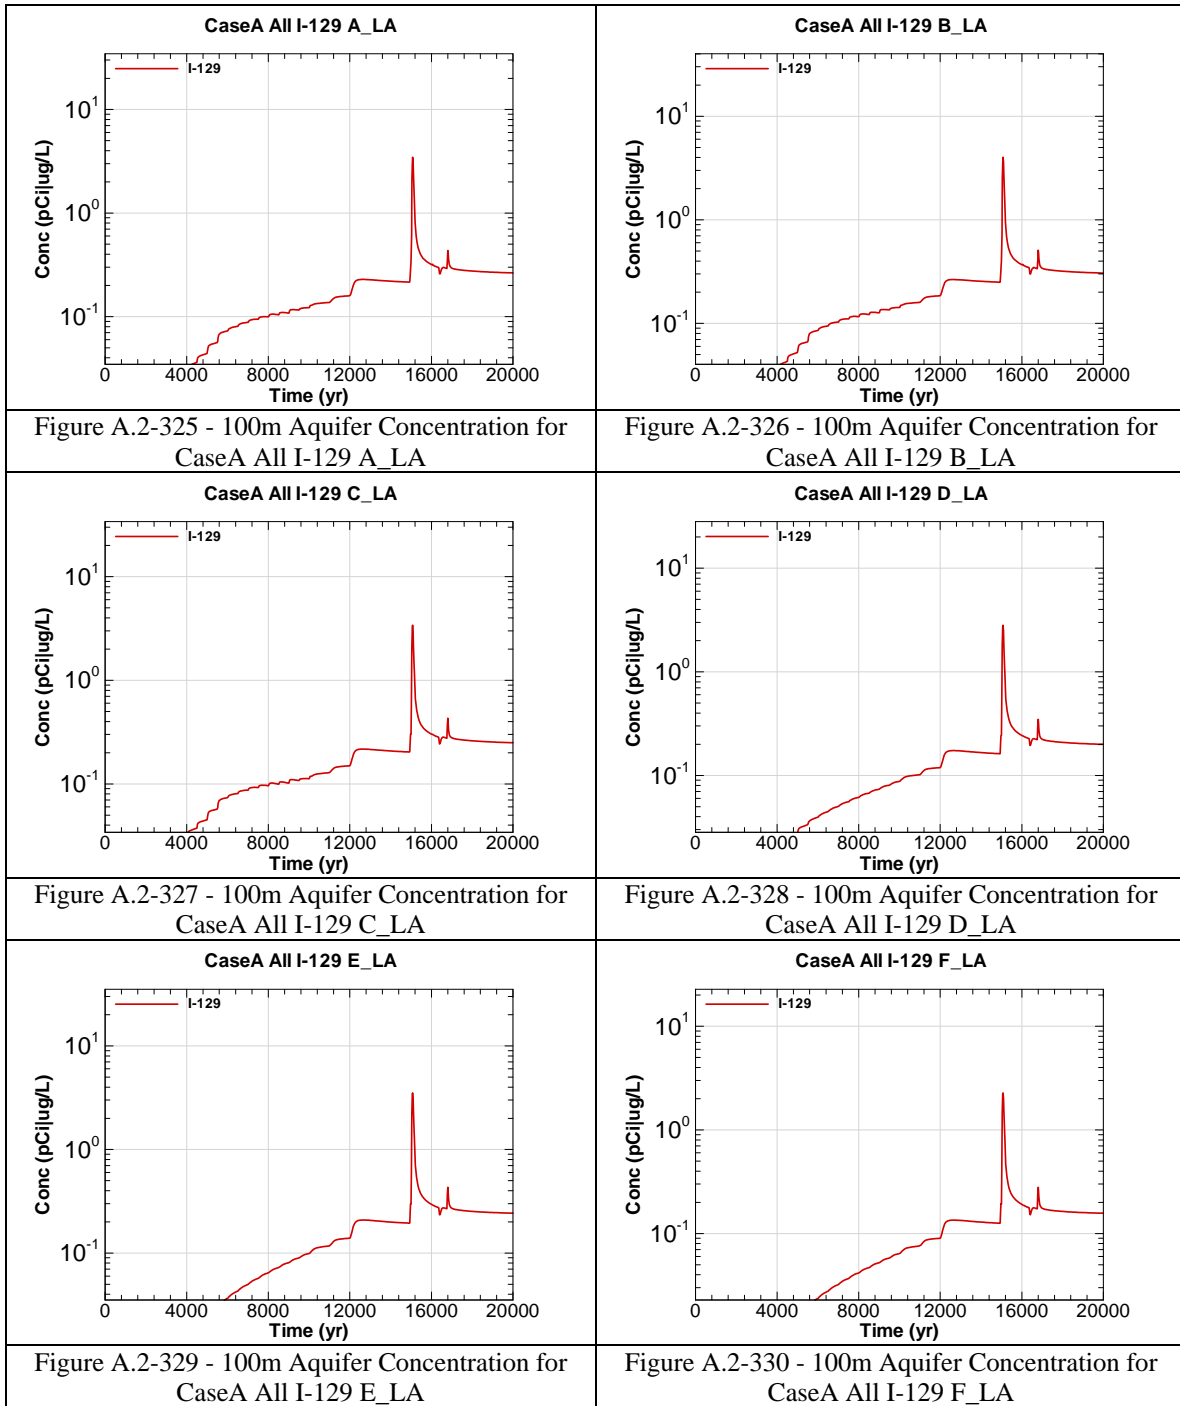 CaseA All I-129 A_LA
I-129
Conc (pCi|ug/L)
10^1
10^0
10^-1
0 4000 8000 12000 16000 20000
Time (yr)
Figure A.2-325 - 100m Aquifer Concentration for
CaseA All I-129 A_LA
CaseA All I-129 B_LA
I-129
Conc (pCi|ug/L)
10^1
10^0
10^-1
0 4000 8000 12000 16000 20000
Time (yr)
Figure A.2-326 - 100m Aquifer Concentration for
CaseA All I-129 B_LA
CaseA All I-129 C_LA
I-129
Conc (pCi|ug/L)
10^1
10^0
10^-1
0 4000 8000 12000 16000 20000
Time (yr)
Figure A.2-327 - 100m Aquifer Concentration for
CaseA All I-129 C_LA
CaseA All I-129 D_LA
I-129
Conc (pCi|ug/L)
10^1
10^0
10^-1
0 4000 8000 12000 16000 20000
Time (yr)
Figure A.2-328 - 100m Aquifer Concentration for
CaseA All I-129 D_LA
CaseA All I-129 E_LA
I-129
Conc (pCi|ug/L)
10^1
10^0
10^-1
0 4000 8000 12000 16000 20000
Time (yr)
Figure A.2-329 - 100m Aquifer Concentration for
CaseA All I-129 E_LA
CaseA All I-129 F_LA
I-129
Conc (pCi|ug/L)
10^1
10^0
10^-1
0 4000 8000 12000 16000 20000
Time (yr)
Figure A.2-330 - 100m Aquifer Concentration for
CaseA All I-129 F_LA